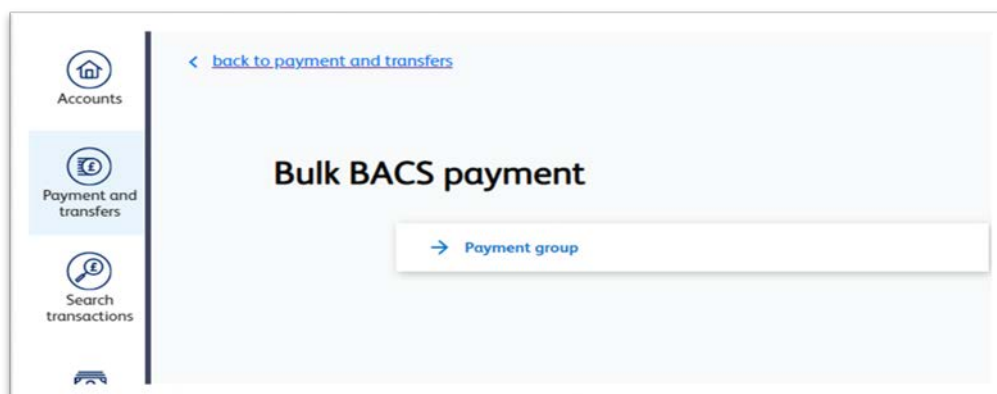 Accounts
Payment and
transfers
Search
transactions
back to payment and transfers
Bulk BACS payment
Payment group